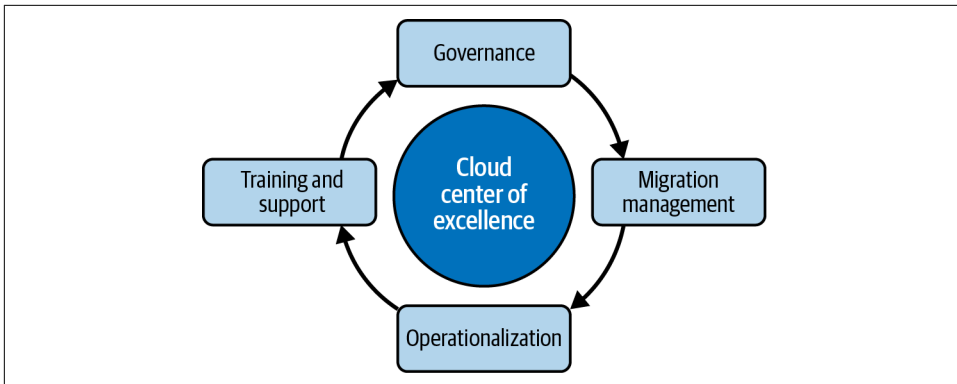 Governance
Cloud
center of
excellence
Training and
support
Migration
management
Operationalization